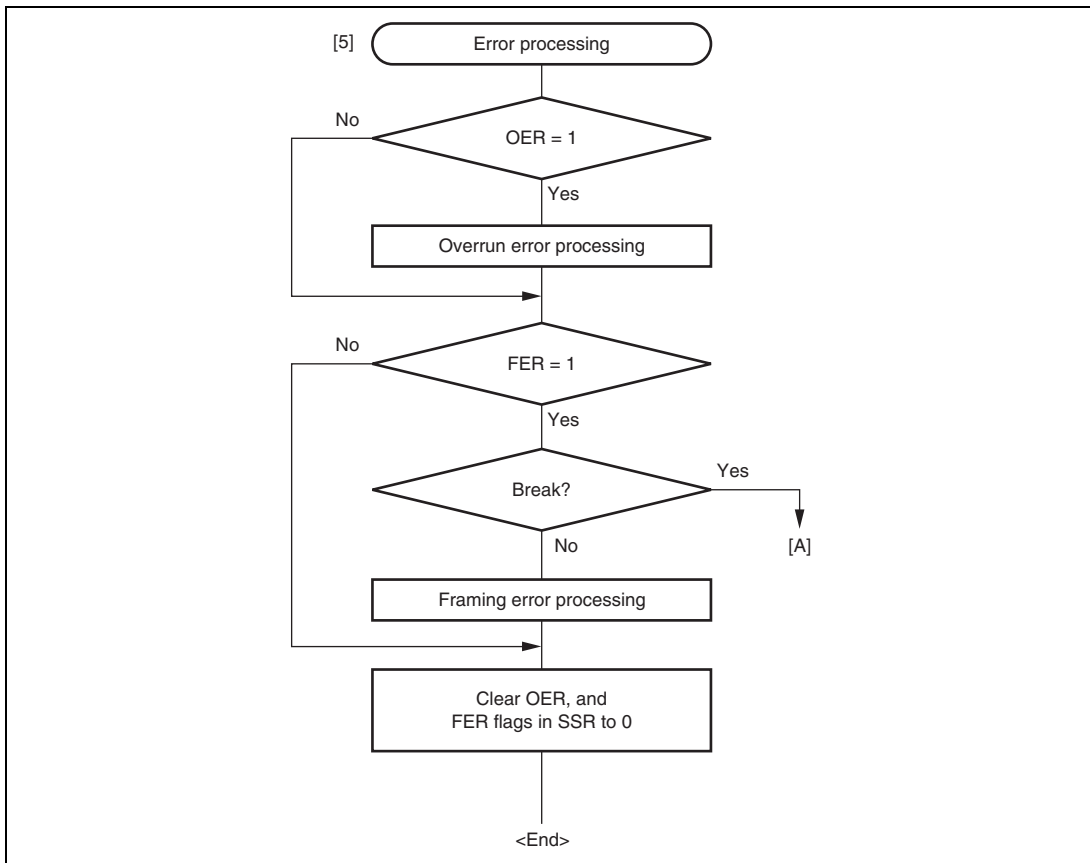 [5]
Error processing
No
OER = 1
Yes
Overrun error processing
No
FER = 1
Yes
Yes
Break?
No
[A]
Framing error processing
Clear OER, and
FER flags in SSR to 0
<End>